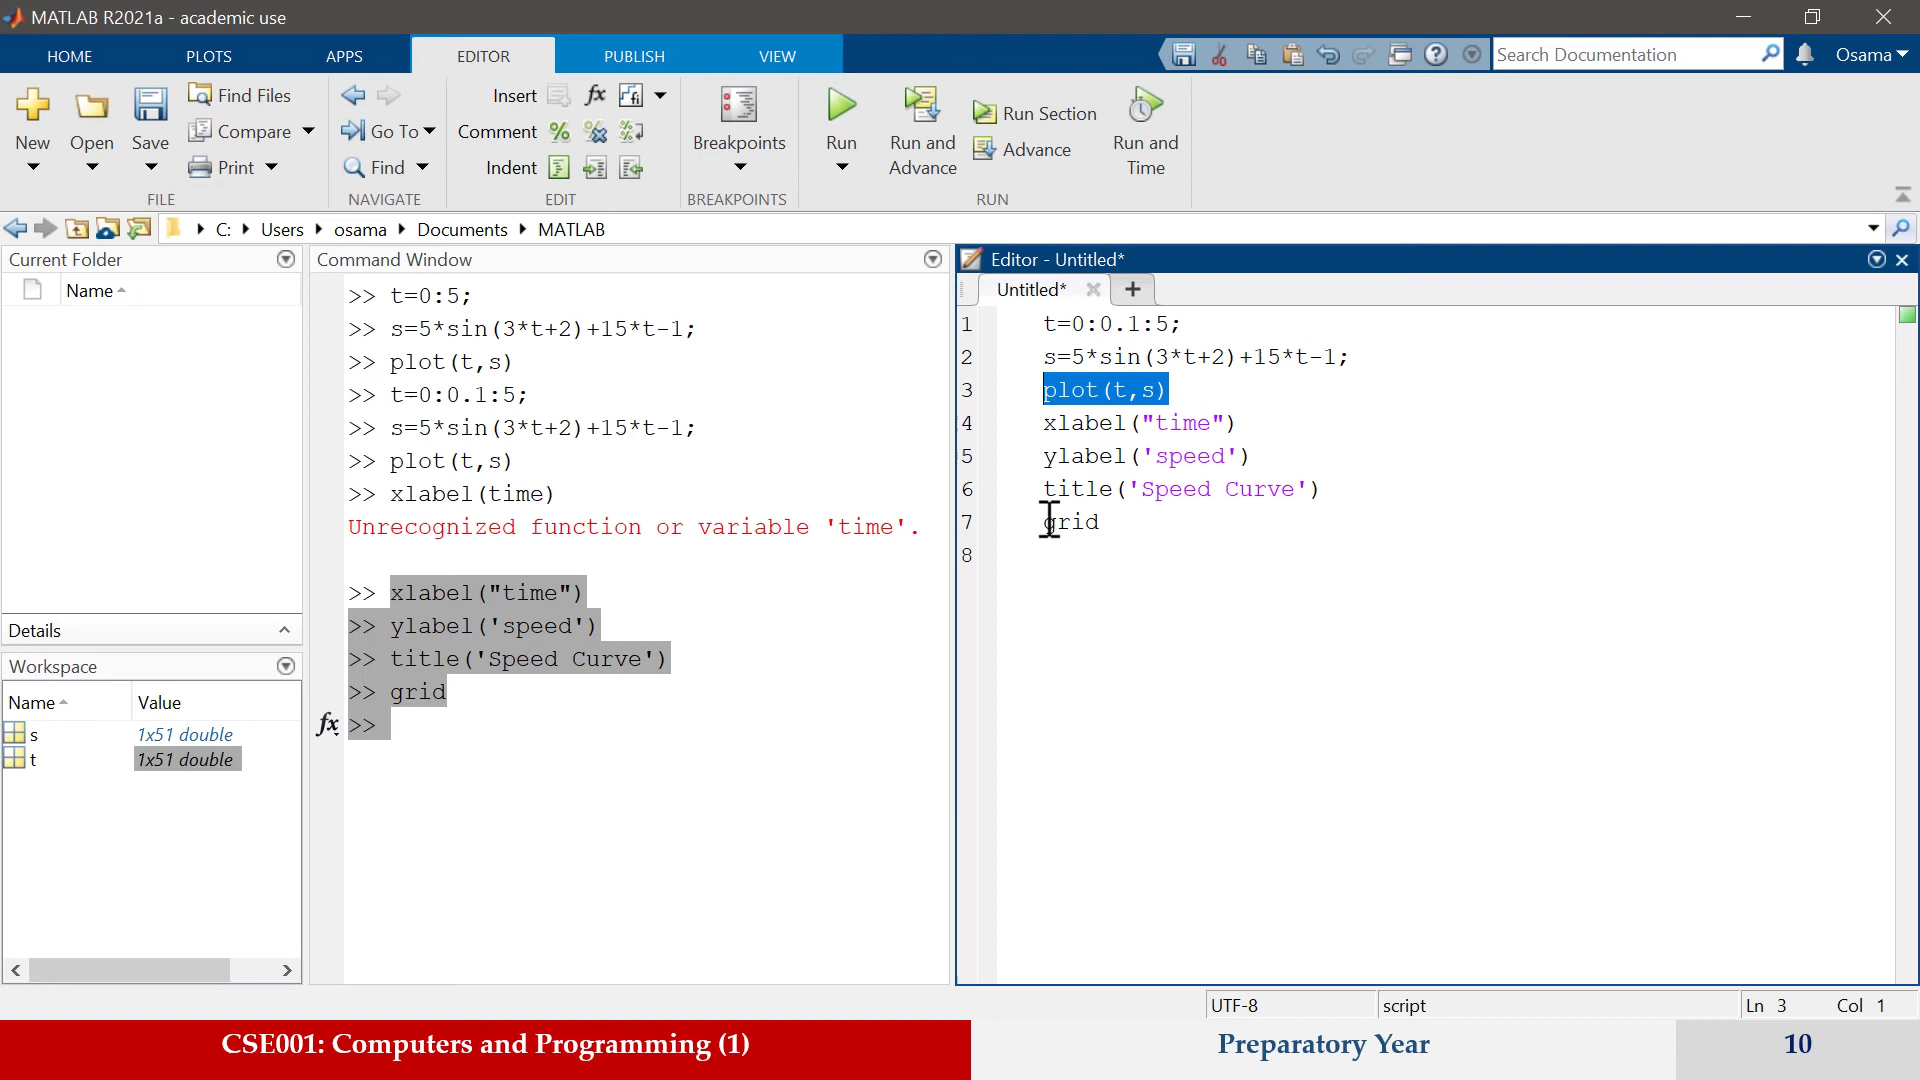 MATLAB R2021a - academic use
HOME PLOTS APPS EDITOR PUBLISH VIEW
Search Documentation
Osama
New
Open
Save
Find Files
Compare
Print
FILE
Go To
Find
NAVIGATE
Insert fx
Comment
Indent
EDIT
Breakpoints
BREAKPOINTS
Run
Run and Advance
Run Section
Advance
Run and Time
RUN
C: Users osama Documents MATLAB
Current Folder
Name
Details
Workspace
Name Value
s 1x51 double
t 1x51 double
Command Window
>> t=0:5;
>> s=5*sin(3*t+2)+15*t-1;
>> plot(t,s)
>> t=0:0.1:5;
>> s=5*sin(3*t+2)+15*t-1;
>> plot(t,s)
>> xlabel(time)
Unrecognized function or variable 'time'.
>> xlabel("time")
>> ylabel('speed')
>> title('Speed Curve')
>> grid
fx >>
Editor - Untitled*
Untitled* +
1 t=0:0.1:5;
2 s=5*sin(3*t+2)+15*t-1;
3 plot(t,s)
4 xlabel("time")
5 ylabel('speed')
6 title('Speed Curve')
7 grid
8
UTF-8 script Ln 3 Col 1
CSE001: Computers and Programming (1) Preparatory Year 10